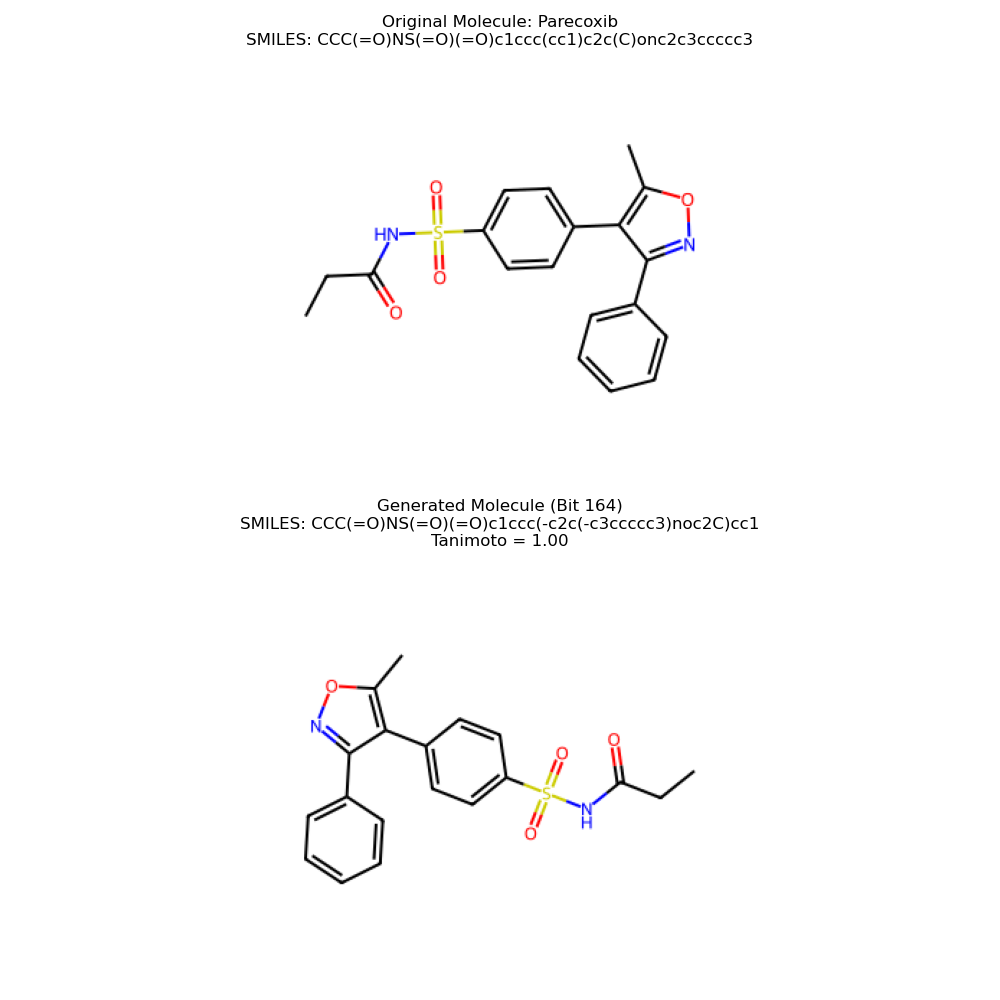 Original Molecule: Parecoxib
SMILES: CCC(=O)NS(=O)(=O)c1ccc(cc1)c2c(C)onc2c3ccccc3
O
O
HN
S
N
O
O
Generated Molecule (Bit 164)
SMILES: CCC(=O)NS(=O)(=O)c1ccc(-c2c(-c3ccccc3)noc2C)cc1
Tanimoto = 1.00
O
N
O
O
S
N
H
O